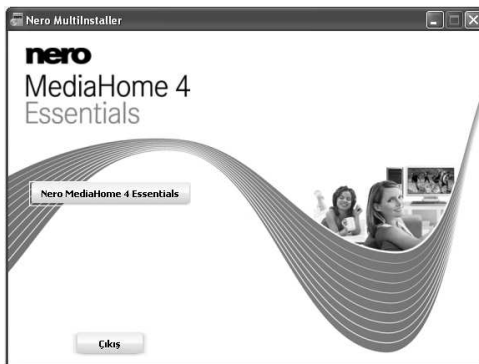 Nero MultiInstaller
nero
MediaHome 4
Essentials
Nero MediaHome 4 Essentials
Çıkış